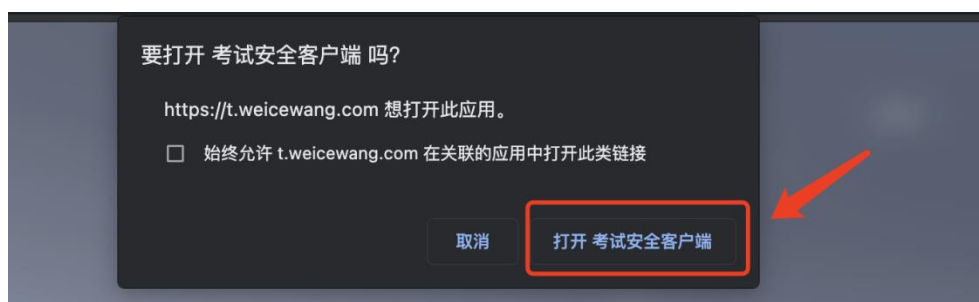 要打开 考试安全客户端 吗?
https://t.weicewang.com 想打开此应用。
始终允许 t.weicewang.com 在关联的应用中打开此类链接
取消
打开 考试安全客户端